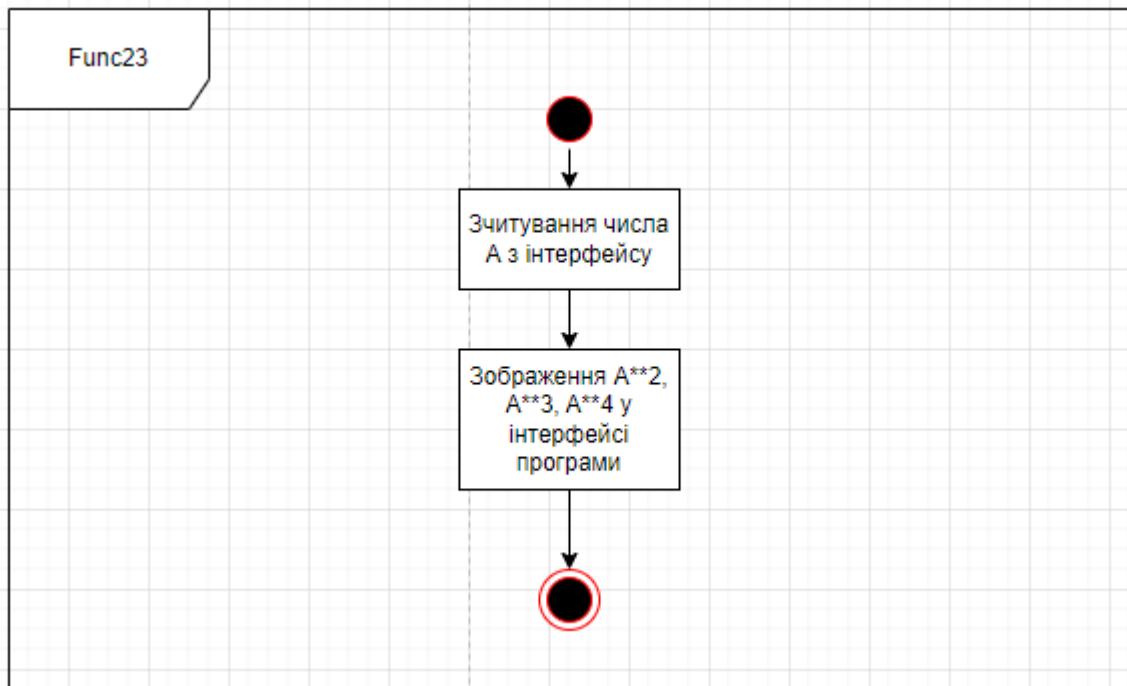 Func23
Зчитування числа
А з інтерфейсу
Зображення A**2,
A**3, A**4 у
інтерфейсі
програми